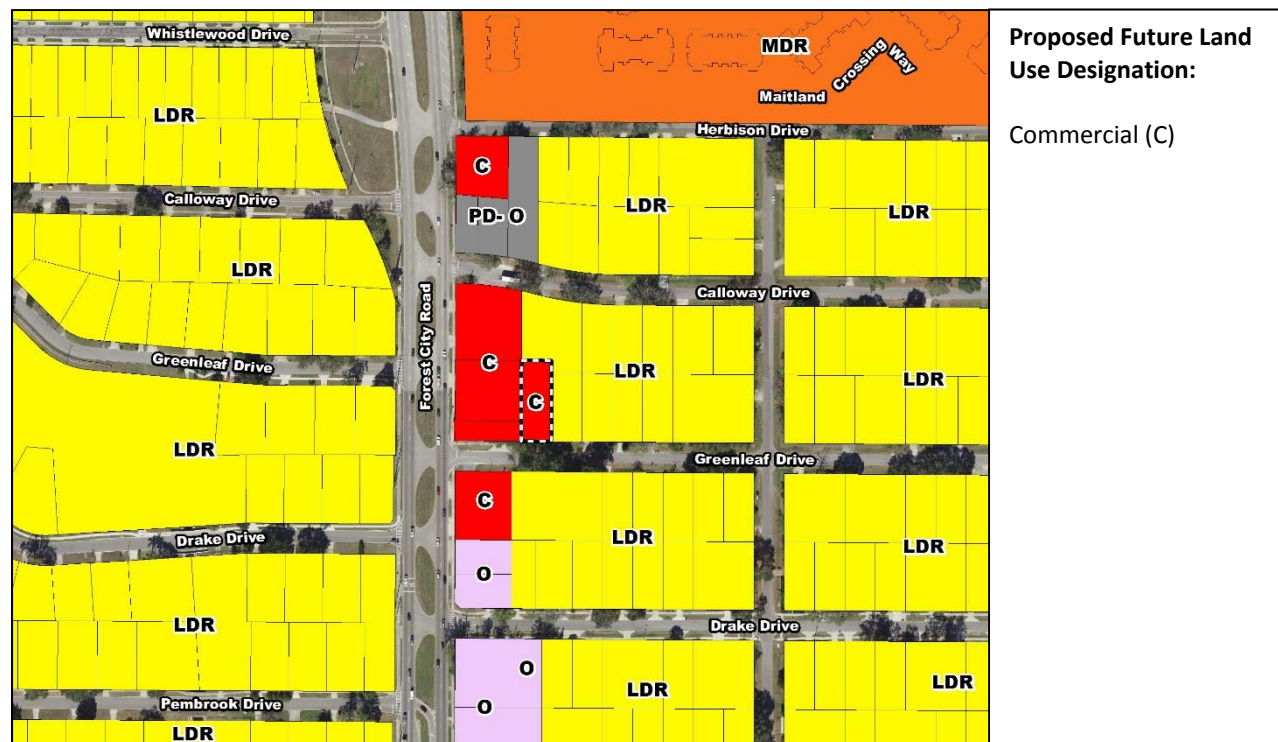 Whistlewood Drive
MDR
Crossing Way
Maitland
LDR
Herbison Drive
C
LDR
LDR
Calloway Drive
PD- O
LDR
Calloway Drive
Greenleaf Drive
Forest City Road
C
LDR
LDR
C
LDR
Greenleaf Drive
C
Drake Drive
LDR
LDR
O
LDR
Drake Drive
O
LDR
LDR
Pembrook Drive
O
LDR
Proposed Future Land
Use Designation:
Commercial (C)